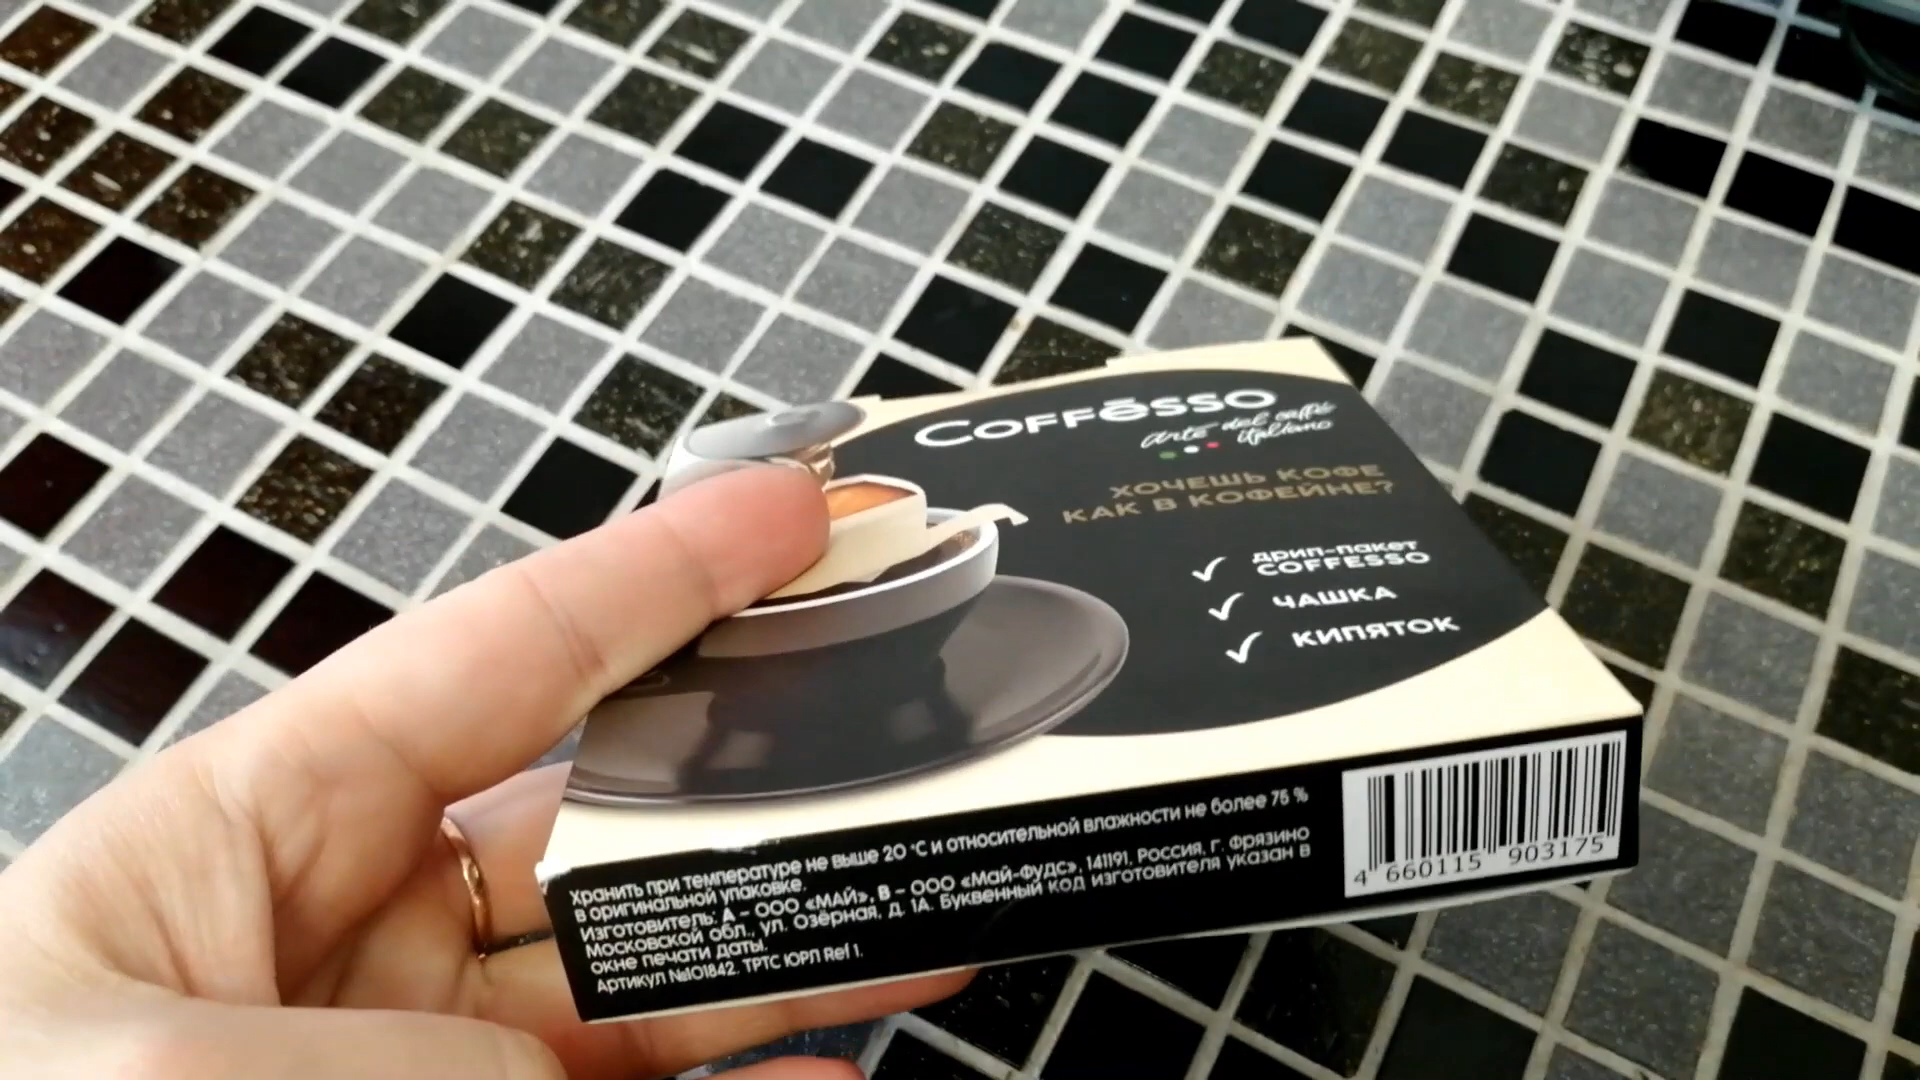 COFFESSO
arte del caffè
italiano
ХОЧЕШЬ КОФЕ
КАК В КОФЕЙНЕ?
ДРИП-ПАКЕТ
COFFESSO
ЧАШКА
КИПЯТОК
Хранить при температуре не выше 20 °С и относительной влажности не более 75 %
в оригинальной упаковке.
Изготовитель: А – ООО «МАЙ», В – ООО «Май-Фудс», 141191, Россия, г. Фрязино
Московской обл., ул. Озёрная, д. 1А. Буквенный код изготовителя указан в
окне печати даты.
Артикул №101842. ТРТС ЮРЛ Ref 1.
4 660115 903175